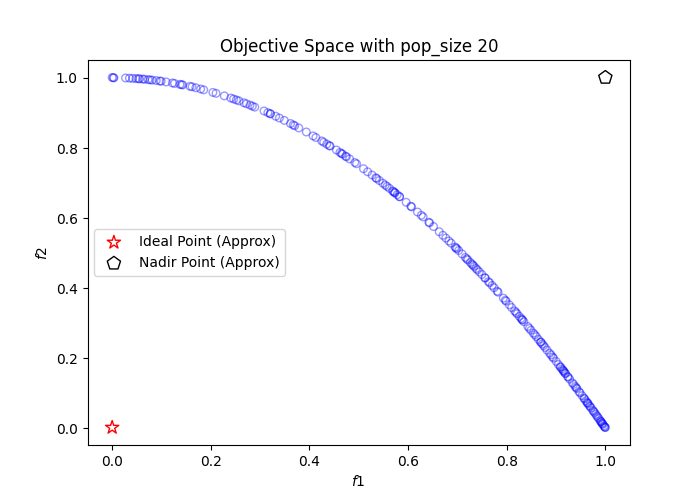 Objective Space with pop_size 20
1.0
0.8
0.6
0.4
0.2
0.0
f2
Ideal Point (Approx)
Nadir Point (Approx)
0.0 0.2 0.4 0.6 0.8 1.0
f1